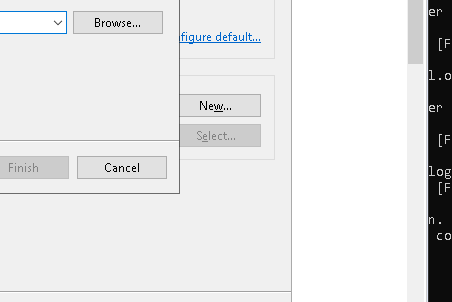 Browse...
figure default...
New...
Select...
Finish
Cancel
er
[F
l.o
er
[F
log
[F
n.
co